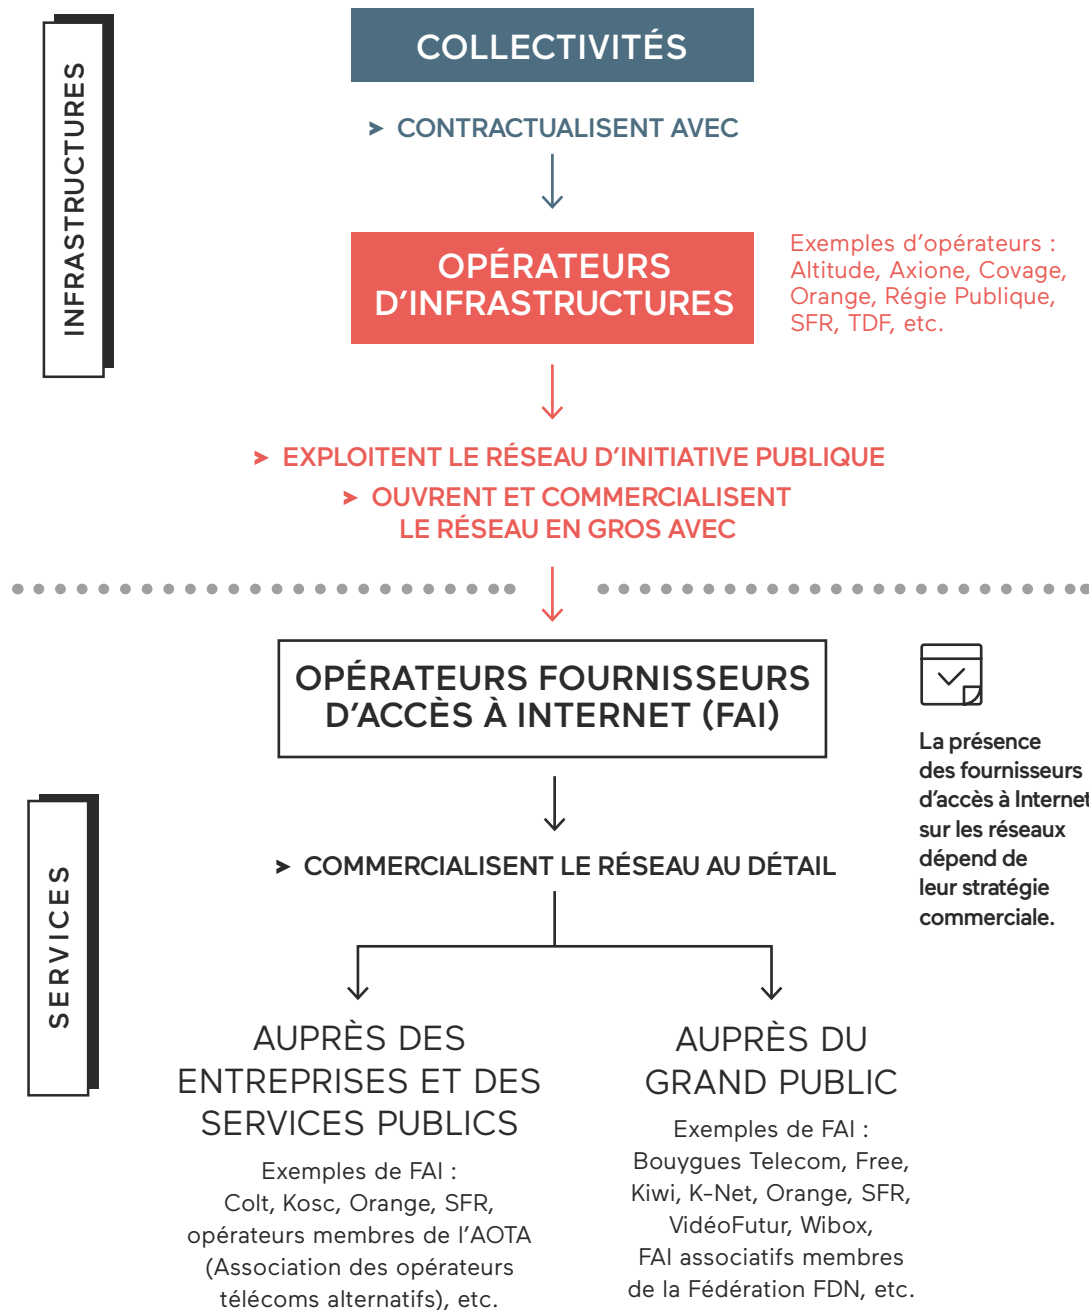 INFRASTRUCTURES
COLLECTIVITÉS
➤ CONTRACTUALISENT AVEC
OPÉRATEURS
D’INFRASTRUCTURES
Exemples d’opérateurs :
Altitude, Axione, Covage,
Orange, Régie Publique,
SFR, TDF, etc.
➤ EXPLOITENT LE RÉSEAU D’INITIATIVE PUBLIQUE
➤ OUVRENT ET COMMERCIALISENT
LE RÉSEAU EN GROS AVEC
SERVICES
OPÉRATEURS FOURNISSEURS
D’ACCÈS À INTERNET (FAI)
La présence
des fournisseurs
d’accès à Internet
sur les réseaux
dépend de
leur stratégie
commerciale.
➤ COMMERCIALISENT LE RÉSEAU AU DÉTAIL
AUPRÈS DES
ENTREPRISES ET DES
SERVICES PUBLICS
Exemples de FAI :
Colt, Kosc, Orange, SFR,
opérateurs membres de l’AOTA
(Association des opérateurs
télécoms alternatifs), etc.
AUPRÈS DU
GRAND PUBLIC
Exemples de FAI :
Bouygues Telecom, Free,
Kiwi, K-Net, Orange, SFR,
VidéoFutur, Wibox,
FAI associatifs membres
de la Fédération FDN, etc.